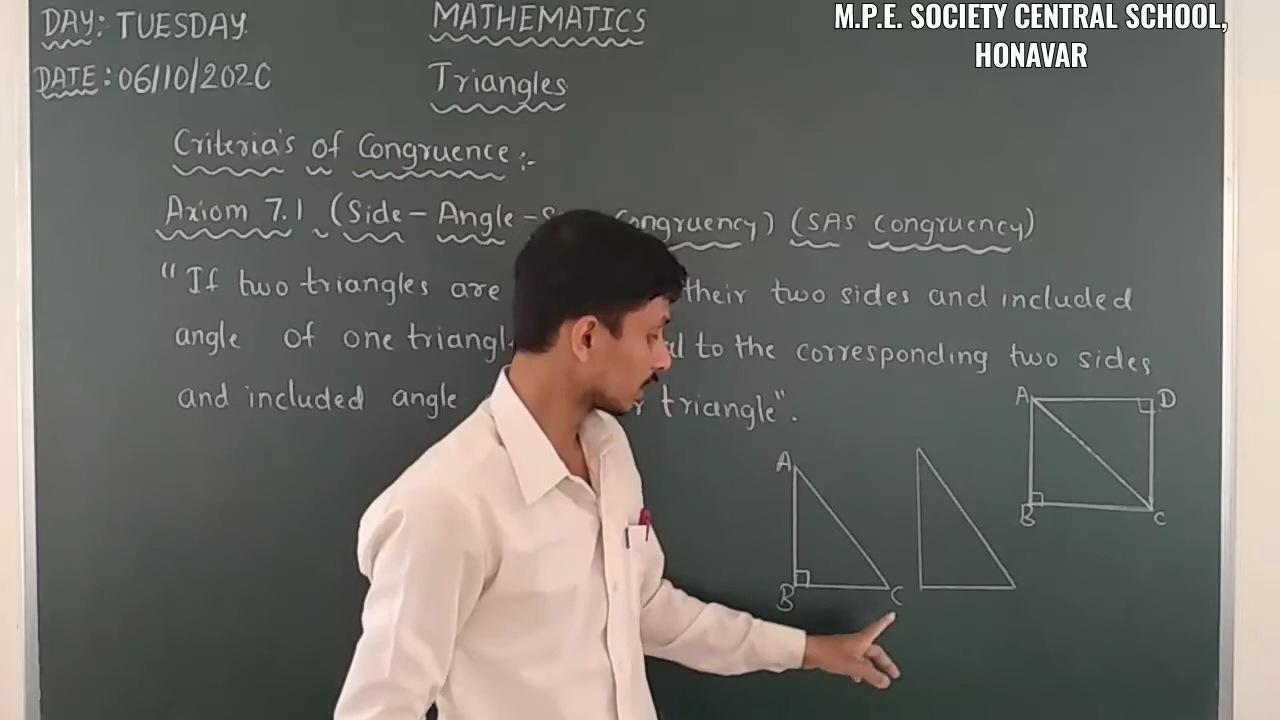 DAY: TUESDAY
MATHEMATICS
M.P.E. SOCIETY CENTRAL SCHOOL,
HONAVAR
DATE: 06/10/202C
Triangles
Criteria's of Congruence :-
Axiom 7.1 (Side - Angle - S ongruency) (SAS Congruency)
"If two triangles are their two sides and included
angle of one triangl to the corresponding two sides
and included angle triangle".
A D
B C
A
B C